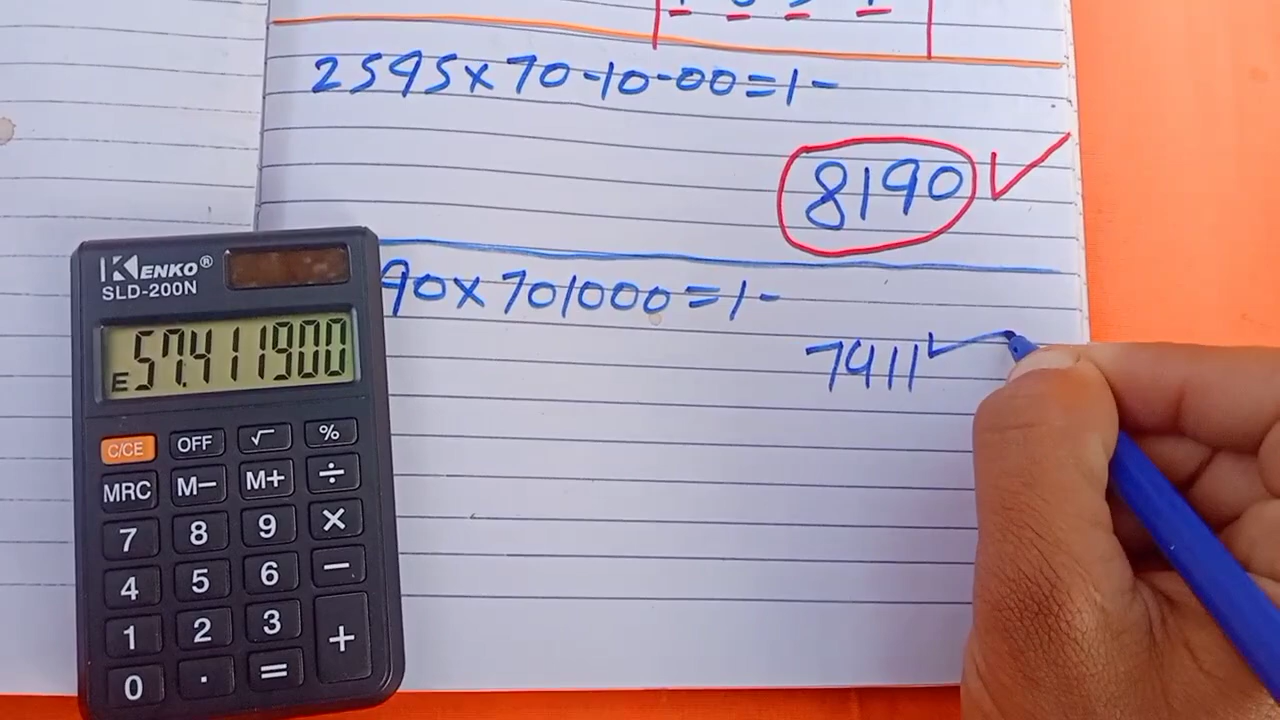 2595x70-10-00=1-
8190
90x701000=1-
7411
KENKO®
SLD-200N
E57.411900
C/CE OFF √ %
MRC M- M+ ÷
7 8 9 ×
4 5 6 -
1 2 3 +
0 . =